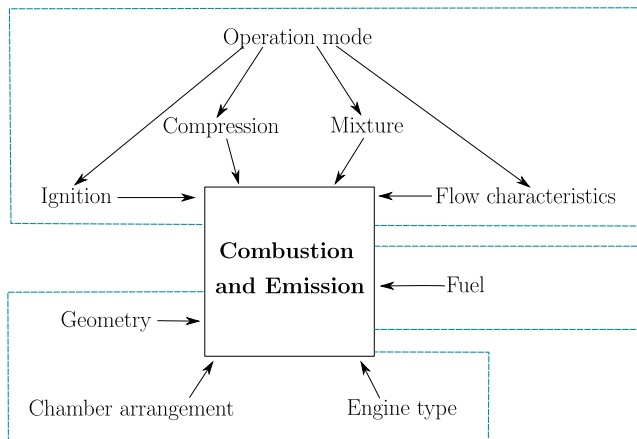 Operation mode
Compression
Mixture
Ignition
Flow characteristics
Combustion
and Emission
Fuel
Geometry
Chamber arrangement
Engine type